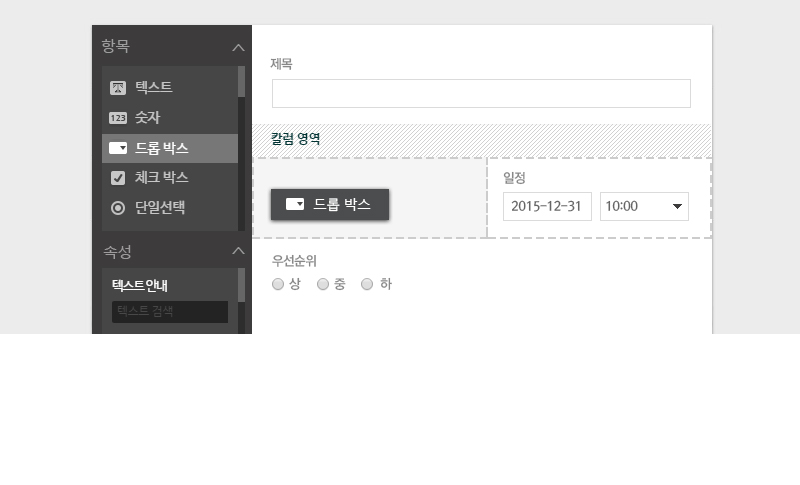 항목
텍스트
123 숫자
드롭 박스
체크 박스
단일선택
속성
텍스트 안내
텍스트 검색
제목
칼럼 영역
드롭 박스
일정
2015-12-31 10:00
우선순위
상 중 하